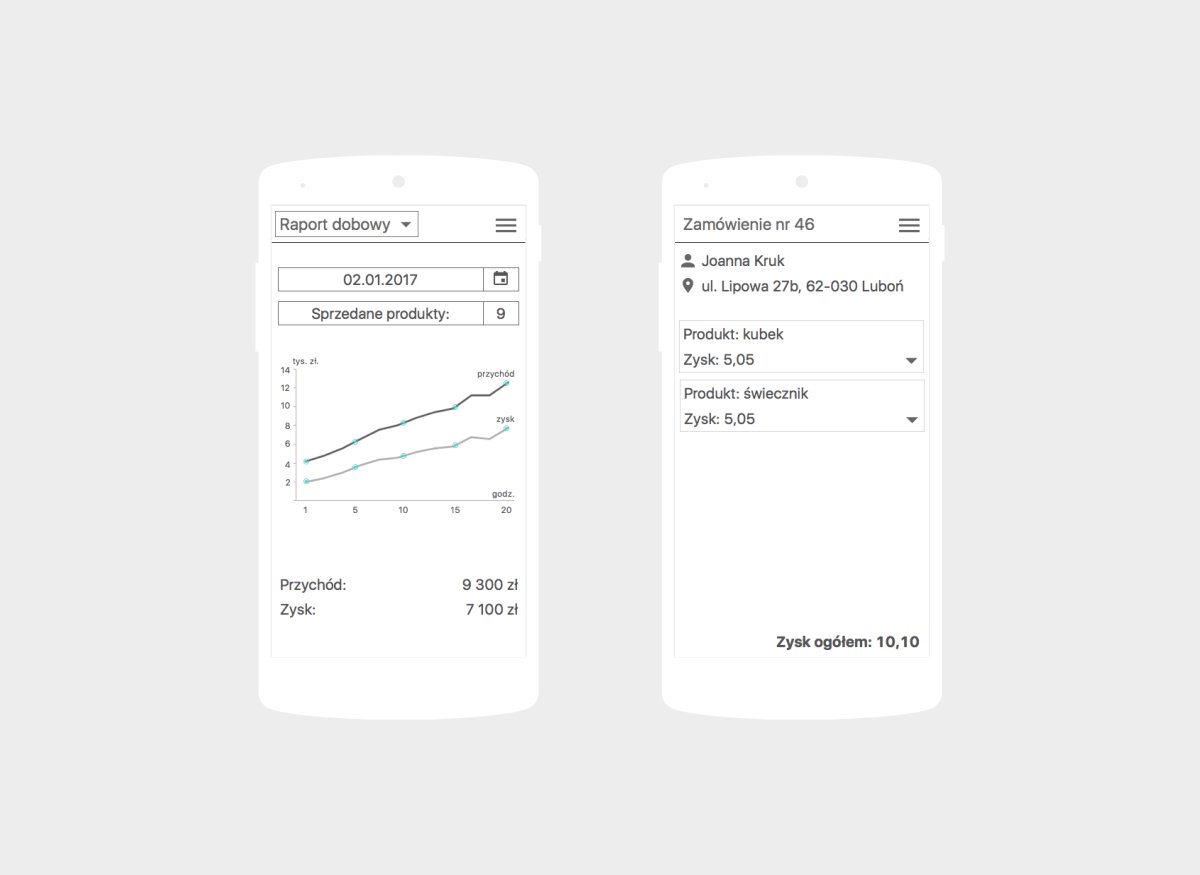 Raport dobowy
02.01.2017
Sprzedane produkty: 9
tys. zł.
14
12
10
8
6
4
2
przychód
zysk
godz.
1 5 10 15 20
Przychód: 9 300 zł
Zysk: 7 100 zł
Zamówienie nr 46
Joanna Kruk
ul. Lipowa 27b, 62-030 Luboń
Produkt: kubek
Zysk: 5,05
Produkt: świecznik
Zysk: 5,05
Zysk ogółem: 10,10